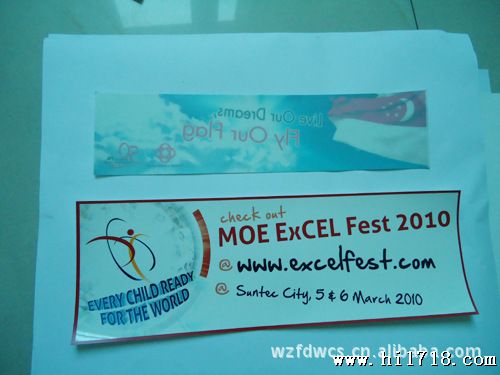 Live Our Dreams,
Fly Our Flag
check out
MOE ExCEL Fest 2010
@ www.excelfest.com
@ Suntec City, 5 & 6 March 2010
EVERY CHILD READY
FOR THE WORLD
wzfdwcs.cn.alibaba.com
www.hi1718.com